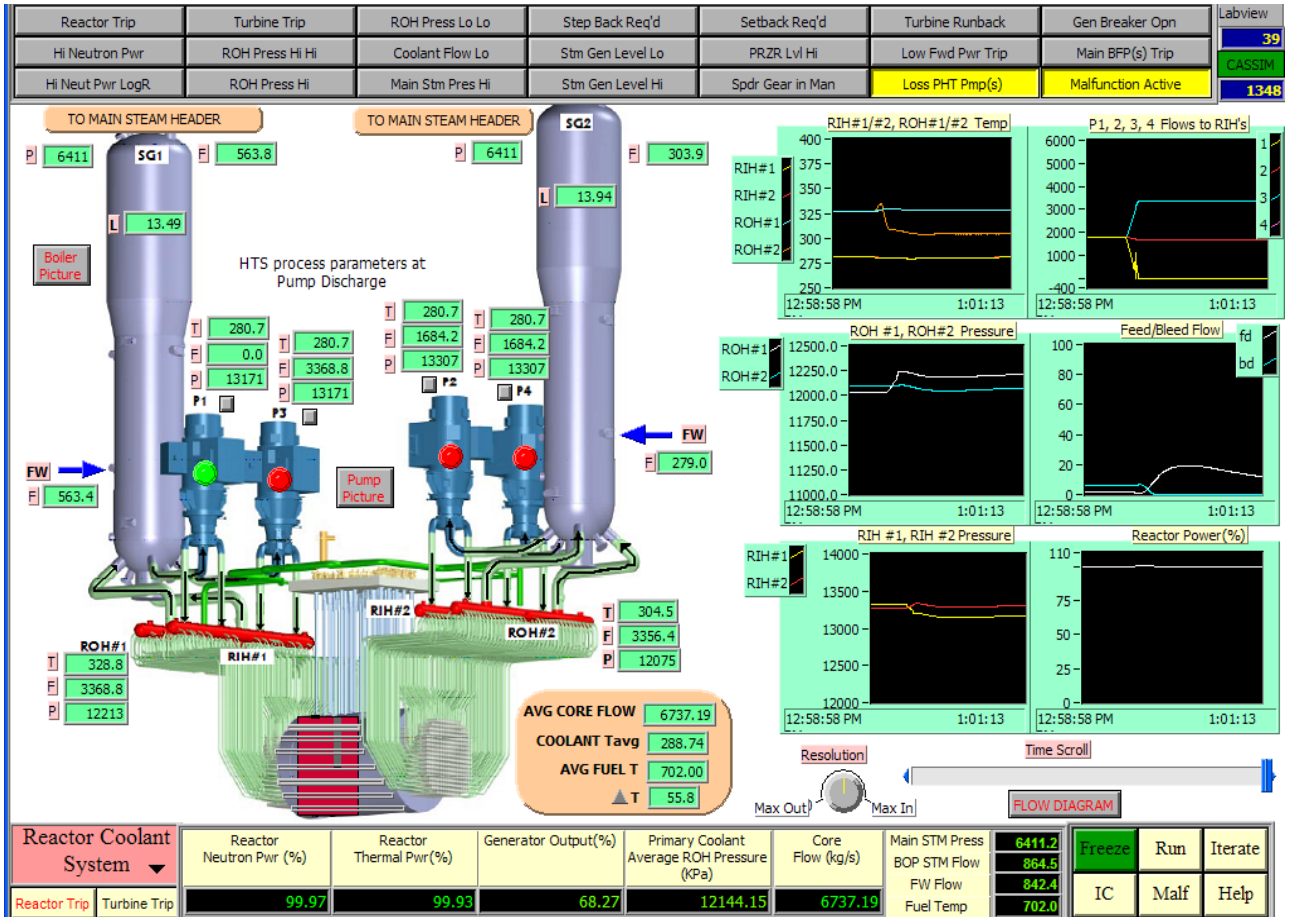 Reactor Trip Turbine Trip ROH Press Lo Lo Step Back Req'd Setback Req'd Turbine Runback Gen Breaker Opn Labview
Hi Neutron Pwr ROH Press Hi Hi Coolant Flow Lo Stm Gen Level Lo PRZR Lvl Hi Low Fwd Pwr Trip Main BFP(s) Trip 39
CASSIM
Hi Neut Pwr LogR ROH Press Hi Main Stm Pres Hi Stm Gen Level Hi Spdr Gear in Man Loss PHT Pmp(s) Malfunction Active 1348
TO MAIN STEAM HEADER
TO MAIN STEAM HEADER
SG1
P 6411
F 563.8
L 13.49
SG2
P 6411
F 303.9
L 13.94
Boiler
Picture
HTS process parameters at
Pump Discharge
T 280.7
F 0.0
P 13171
P1
T 280.7
F 3368.8
P 13171
P3
T 280.7
F 1684.2
P 13307
P2
T 280.7
F 1684.2
P 13307
P4
FW
F 563.4
Pump
Picture
FW
F 279.0
RIH#2
ROH#2
T 304.5
F 3356.4
P 12075
ROH#1
RIH#1
T 328.8
F 3368.8
P 12213
AVG CORE FLOW 6737.19
COOLANT Tavg 288.74
AVG FUEL T 702.00
T 55.8
RIH#1/#2, ROH#1/#2 Temp
RIH#1
RIH#2
ROH#1
ROH#2
400
375
350
325
300
275
250
12:58:58 PM 1:01:13
P1, 2, 3, 4 Flows to RIH's
6000
5000
4000
3000
2000
1000
-400
1
2
3
4
12:58:58 PM 1:01:13
ROH #1, ROH#2 Pressure
ROH#1
ROH#2
12500.0
12250.0
12000.0
11750.0
11500.0
11250.0
11000.0
12:58:58 PM 1:01:13
Feed/Bleed Flow
fd
bd
100
80
60
40
20
0
12:58:58 PM 1:01:13
RIH #1, RIH #2 Pressure
RIH#1
RIH#2
14000
13500
13000
12500
12000
12:58:58 PM 1:01:13
Reactor Power(%)
110
75
50
25
0
12:58:58 PM 1:01:13
Resolution
Max Out
Max In
Time Scroll
FLOW DIAGRAM
Reactor Coolant
System
Reactor Trip Turbine Trip
Reactor
Neutron Pwr (%)
99.97
Reactor
Thermal Pwr(%)
99.93
Generator Output(%)
68.27
Primary Coolant
Average ROH Pressure
(KPa)
12144.15
Core
Flow (kg/s)
6737.19
Main STM Press 6411.2
BOP STM Flow 864.5
FW Flow 842.4
Fuel Temp 702.0
Freeze Run Iterate
IC Malf Help